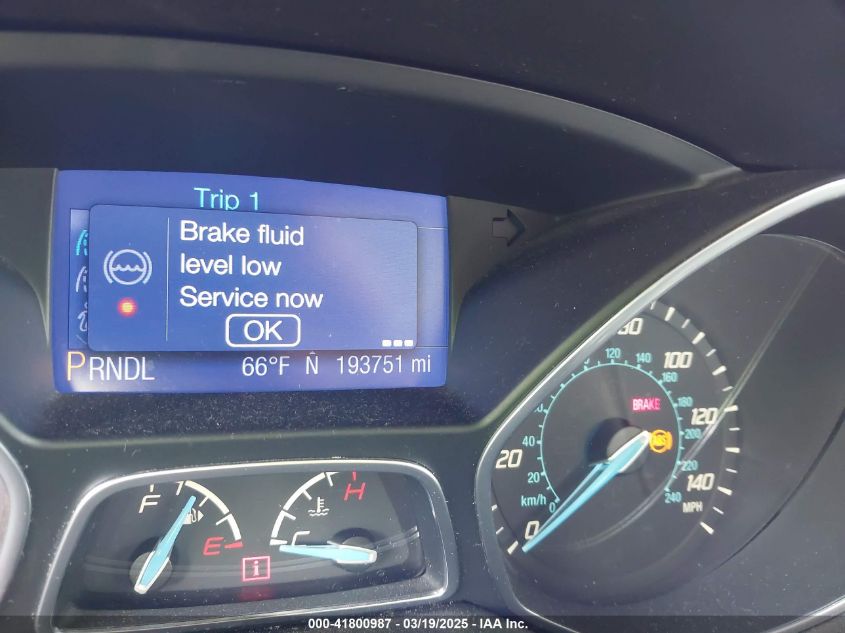 Trip 1
Brake fluid
level low
Service now
OK
PRNDL 66°F N 193751 mi
F E
C H
i
0 20 80 100 120 140
MPH
0 20 40 120 140 160 180 200 220 240
km/h
BRAKE
ABS
000-41800987 - 03/19/2025 - IAA Inc.